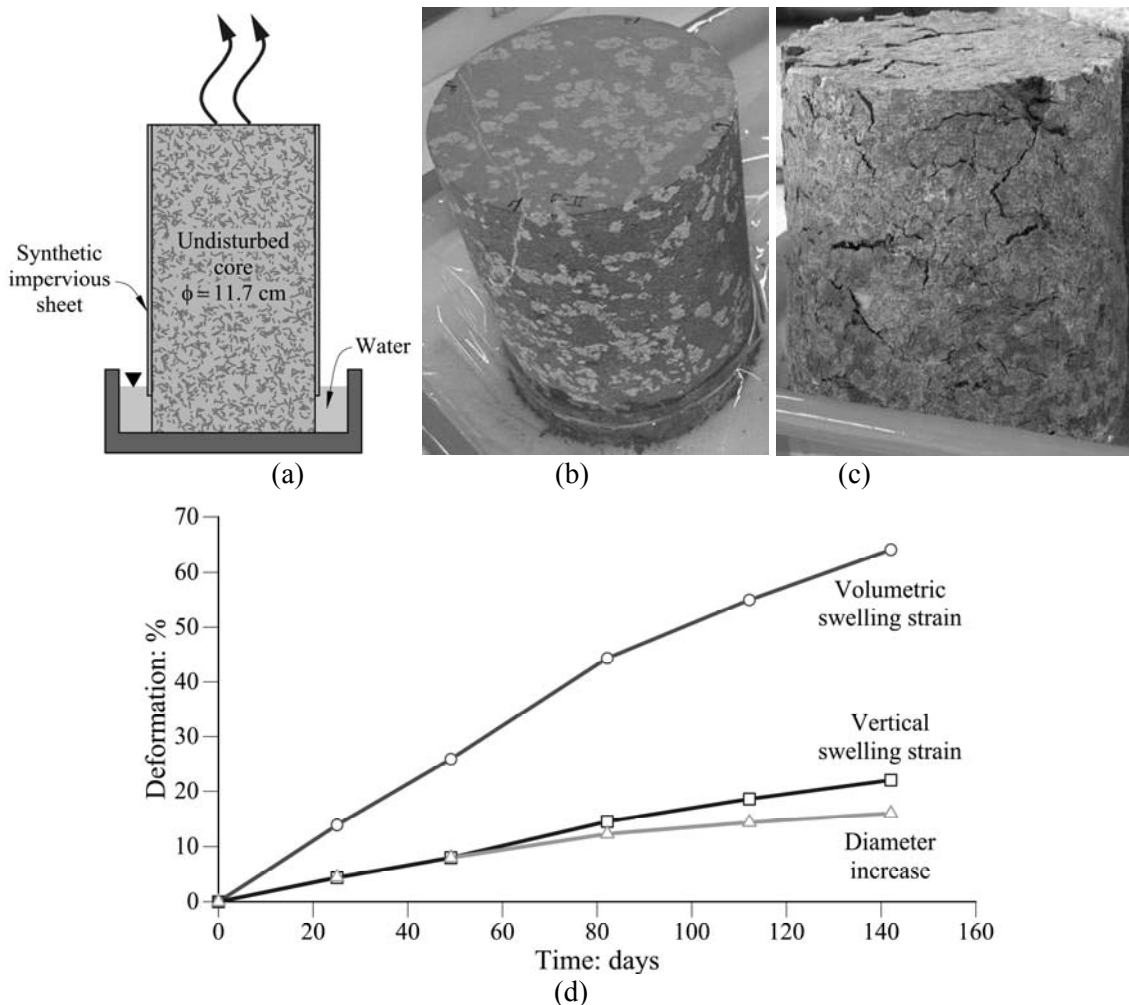 Synthetic
impervious
sheet
Undisturbed
core
ϕ = 11.7 cm
Water
(a)
(b)
(c)
70
60
50
40
30
20
10
0
Deformation: %
Volumetric
swelling strain
Vertical
swelling strain
Diameter
increase
0 20 40 60 80 100 120 140 160
Time: days
(d)